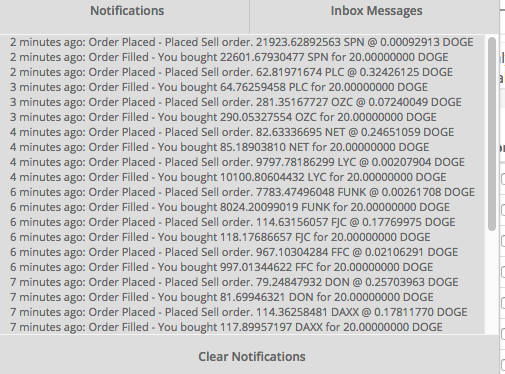 Notifications
Inbox Messages
2 minutes ago: Order Placed - Placed Sell order. 21923.62892563 SPN @ 0.00092913 DOGE
2 minutes ago: Order Filled - You bought 22601.67930477 SPN for 20.00000000 DOGE
2 minutes ago: Order Placed - Placed Sell order. 62.81971674 PLC @ 0.32426125 DOGE
3 minutes ago: Order Filled - You bought 64.76259458 PLC for 20.00000000 DOGE
3 minutes ago: Order Placed - Placed Sell order. 281.35167727 OZC @ 0.07240049 DOGE
3 minutes ago: Order Filled - You bought 290.05327554 OZC for 20.00000000 DOGE
4 minutes ago: Order Placed - Placed Sell order. 82.63336695 NET @ 0.24651059 DOGE
4 minutes ago: Order Filled - You bought 85.18903810 NET for 20.00000000 DOGE
4 minutes ago: Order Placed - Placed Sell order. 9797.78186299 LYC @ 0.00207904 DOGE
4 minutes ago: Order Filled - You bought 10100.80604432 LYC for 20.00000000 DOGE
6 minutes ago: Order Placed - Placed Sell order. 7783.47496048 FUNK @ 0.00261708 DOGE
6 minutes ago: Order Filled - You bought 8024.20099019 FUNK for 20.00000000 DOGE
6 minutes ago: Order Placed - Placed Sell order. 114.63156057 FJC @ 0.17769975 DOGE
6 minutes ago: Order Filled - You bought 118.17686657 FJC for 20.00000000 DOGE
6 minutes ago: Order Placed - Placed Sell order. 967.10304284 FFC @ 0.02106291 DOGE
6 minutes ago: Order Filled - You bought 997.01344622 FFC for 20.00000000 DOGE
7 minutes ago: Order Placed - Placed Sell order. 79.24847932 DON @ 0.25703963 DOGE
7 minutes ago: Order Filled - You bought 81.69946321 DON for 20.00000000 DOGE
7 minutes ago: Order Placed - Placed Sell order. 114.36258481 DAXX @ 0.17811770 DOGE
7 minutes ago: Order Filled - You bought 117.89957197 DAXX for 20.00000000 DOGE
Clear Notifications